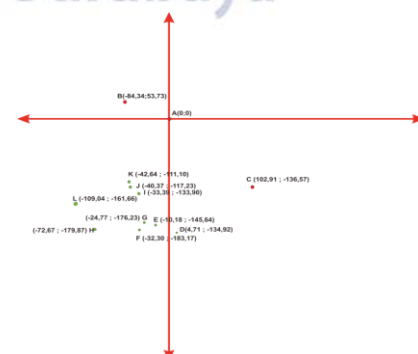 B(-84,34;53,73)
A(0;0)
K (-42,64 ; -111,10)
J (-40,37 ; -117,23)
C (102,91 ; -136,57)
I (-33,39 ; -133,90)
L (-109,04 ; -161,66)
(-24,77 ; -176,23) G
E (-10,18 ; -145,64)
(-72,67 ; -179,87) H
D(4,71 ; -134,92)
F (-32,30 ; -183,17)